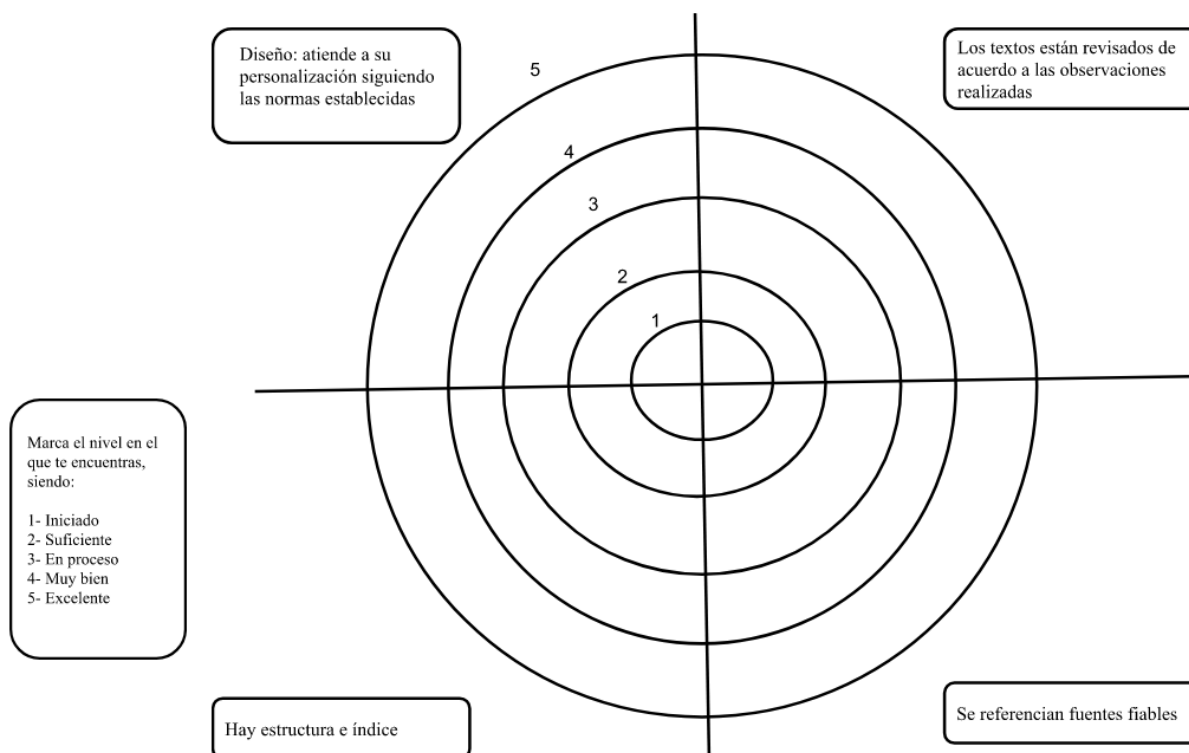 Diseño: atiende a su
personalización siguiendo
las normas establecidas
Los textos están revisados de
acuerdo a las observaciones
realizadas
5
4
3
2
1
Marca el nivel en el
que te encuentras,
siendo:
1- Iniciado
2- Suficiente
3- En proceso
4- Muy bien
5- Excelente
Hay estructura e índice
Se referencian fuentes fiables